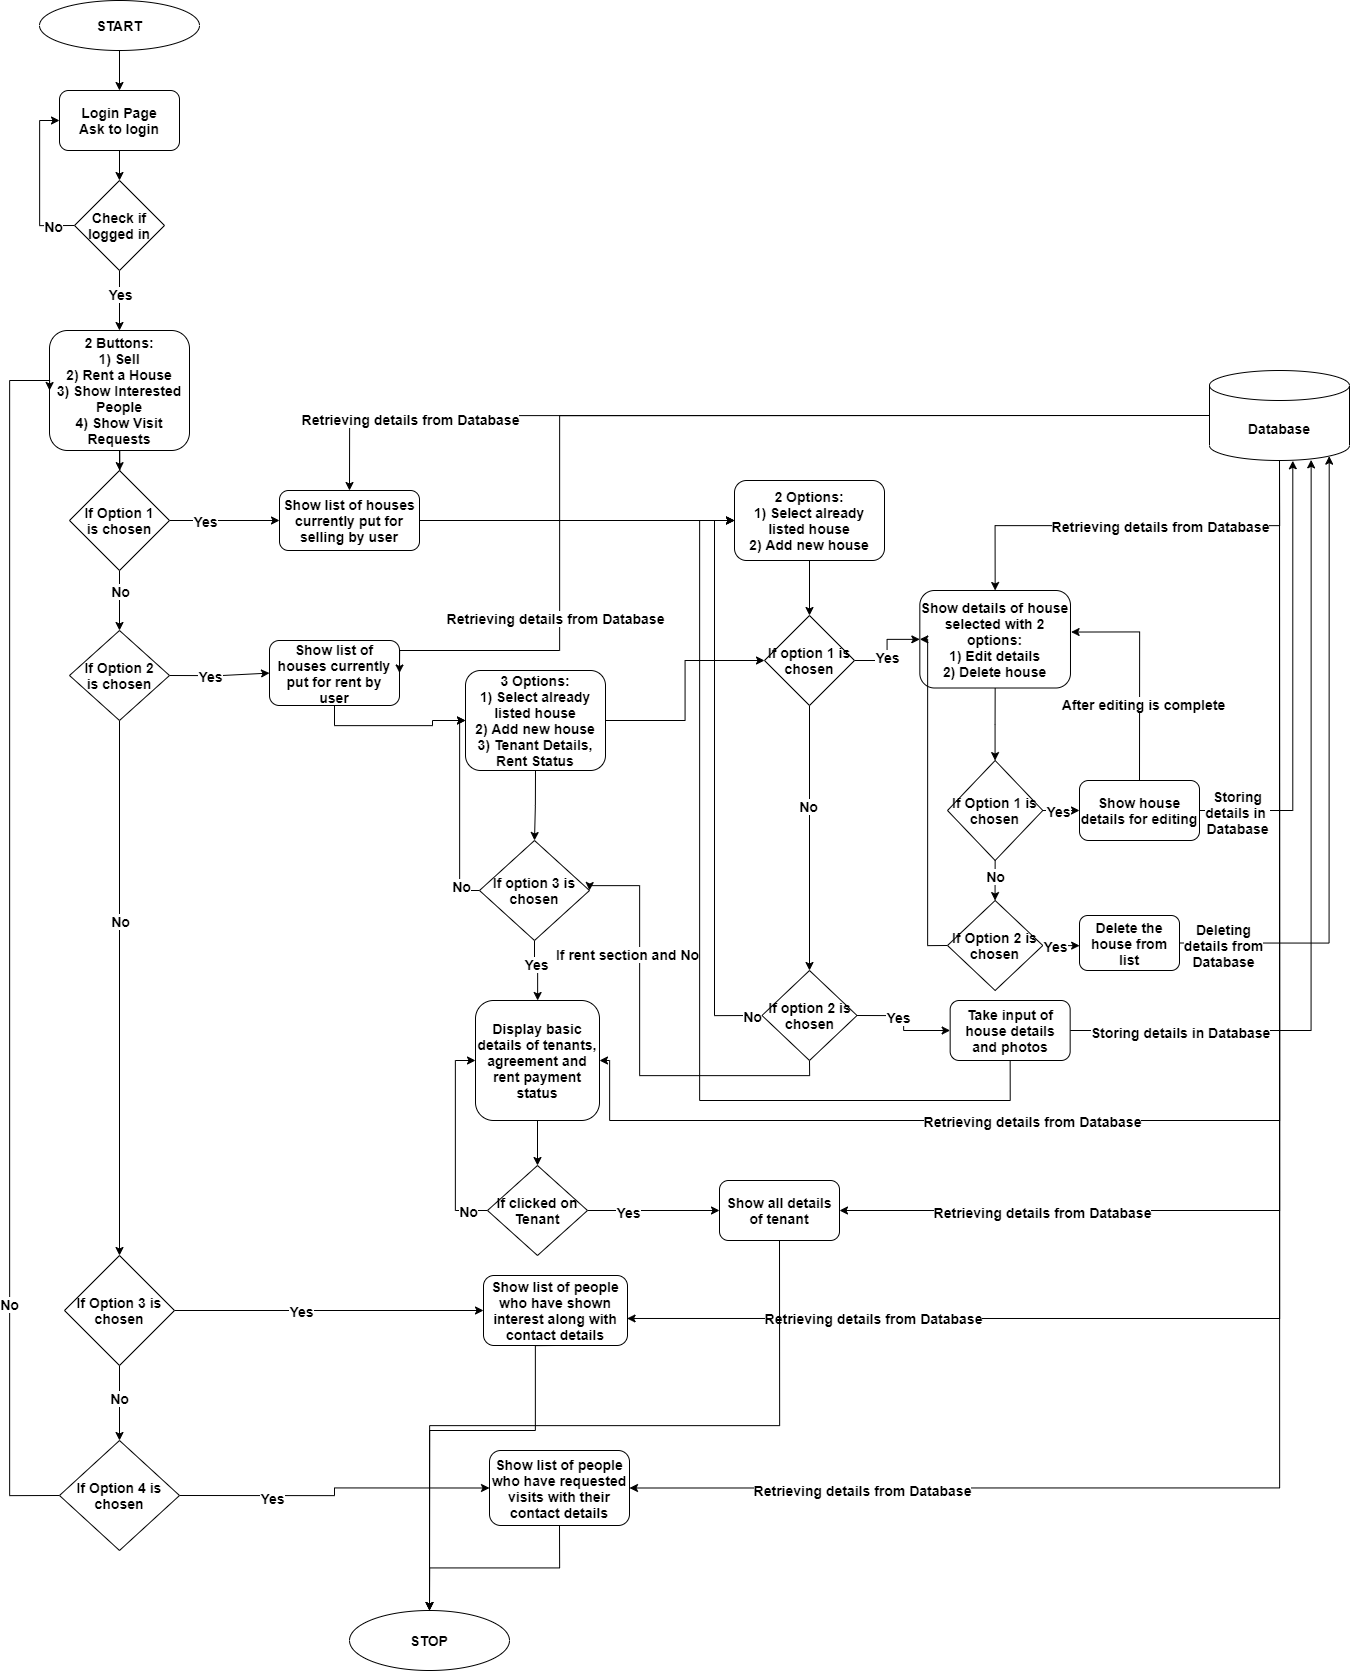 START
Login Page
Ask to login
Check if
logged in
No
Yes
2 Buttons:
1) Sell
2) Rent a House
3) Show Interested
People
4) Show Visit
Requests
Retrieving details from Database
Database
If Option 1
is chosen
Yes
Show list of houses
currently put for
selling by user
2 Options:
1) Select already
listed house
2) Add new house
Retrieving details from Database
No
Retrieving details from Database
Show details of house
selected with 2
options:
1) Edit details
2) Delete house
If Option 2
is chosen
Yes
Show list of
houses currently
put for rent by
user
If option 1 is
chosen
Yes
3 Options:
1) Select already
listed house
2) Add new house
3) Tenant Details,
Rent Status
After editing is complete
No
If Option 1 is
chosen
Yes
Show house
details for editing
Storing
details in
Database
No
If option 3 is
chosen
No
No
If Option 2 is
chosen
Yes
Delete the
house from
list
Deleting
details from
Database
Yes
If rent section and No
If option 2 is
chosen
No
Yes
Take input of
house details
and photos
Storing details in Database
Display basic
details of tenants,
agreement and
rent payment
status
Retrieving details from Database
If clicked on
Tenant
No
Yes
Show all details
of tenant
Retrieving details from Database
No
If Option 3 is
chosen
Yes
Show list of people
who have shown
interest along with
contact details
Retrieving details from Database
No
If Option 4 is
chosen
Yes
Show list of people
who have requested
visits with their
contact details
Retrieving details from Database
STOP